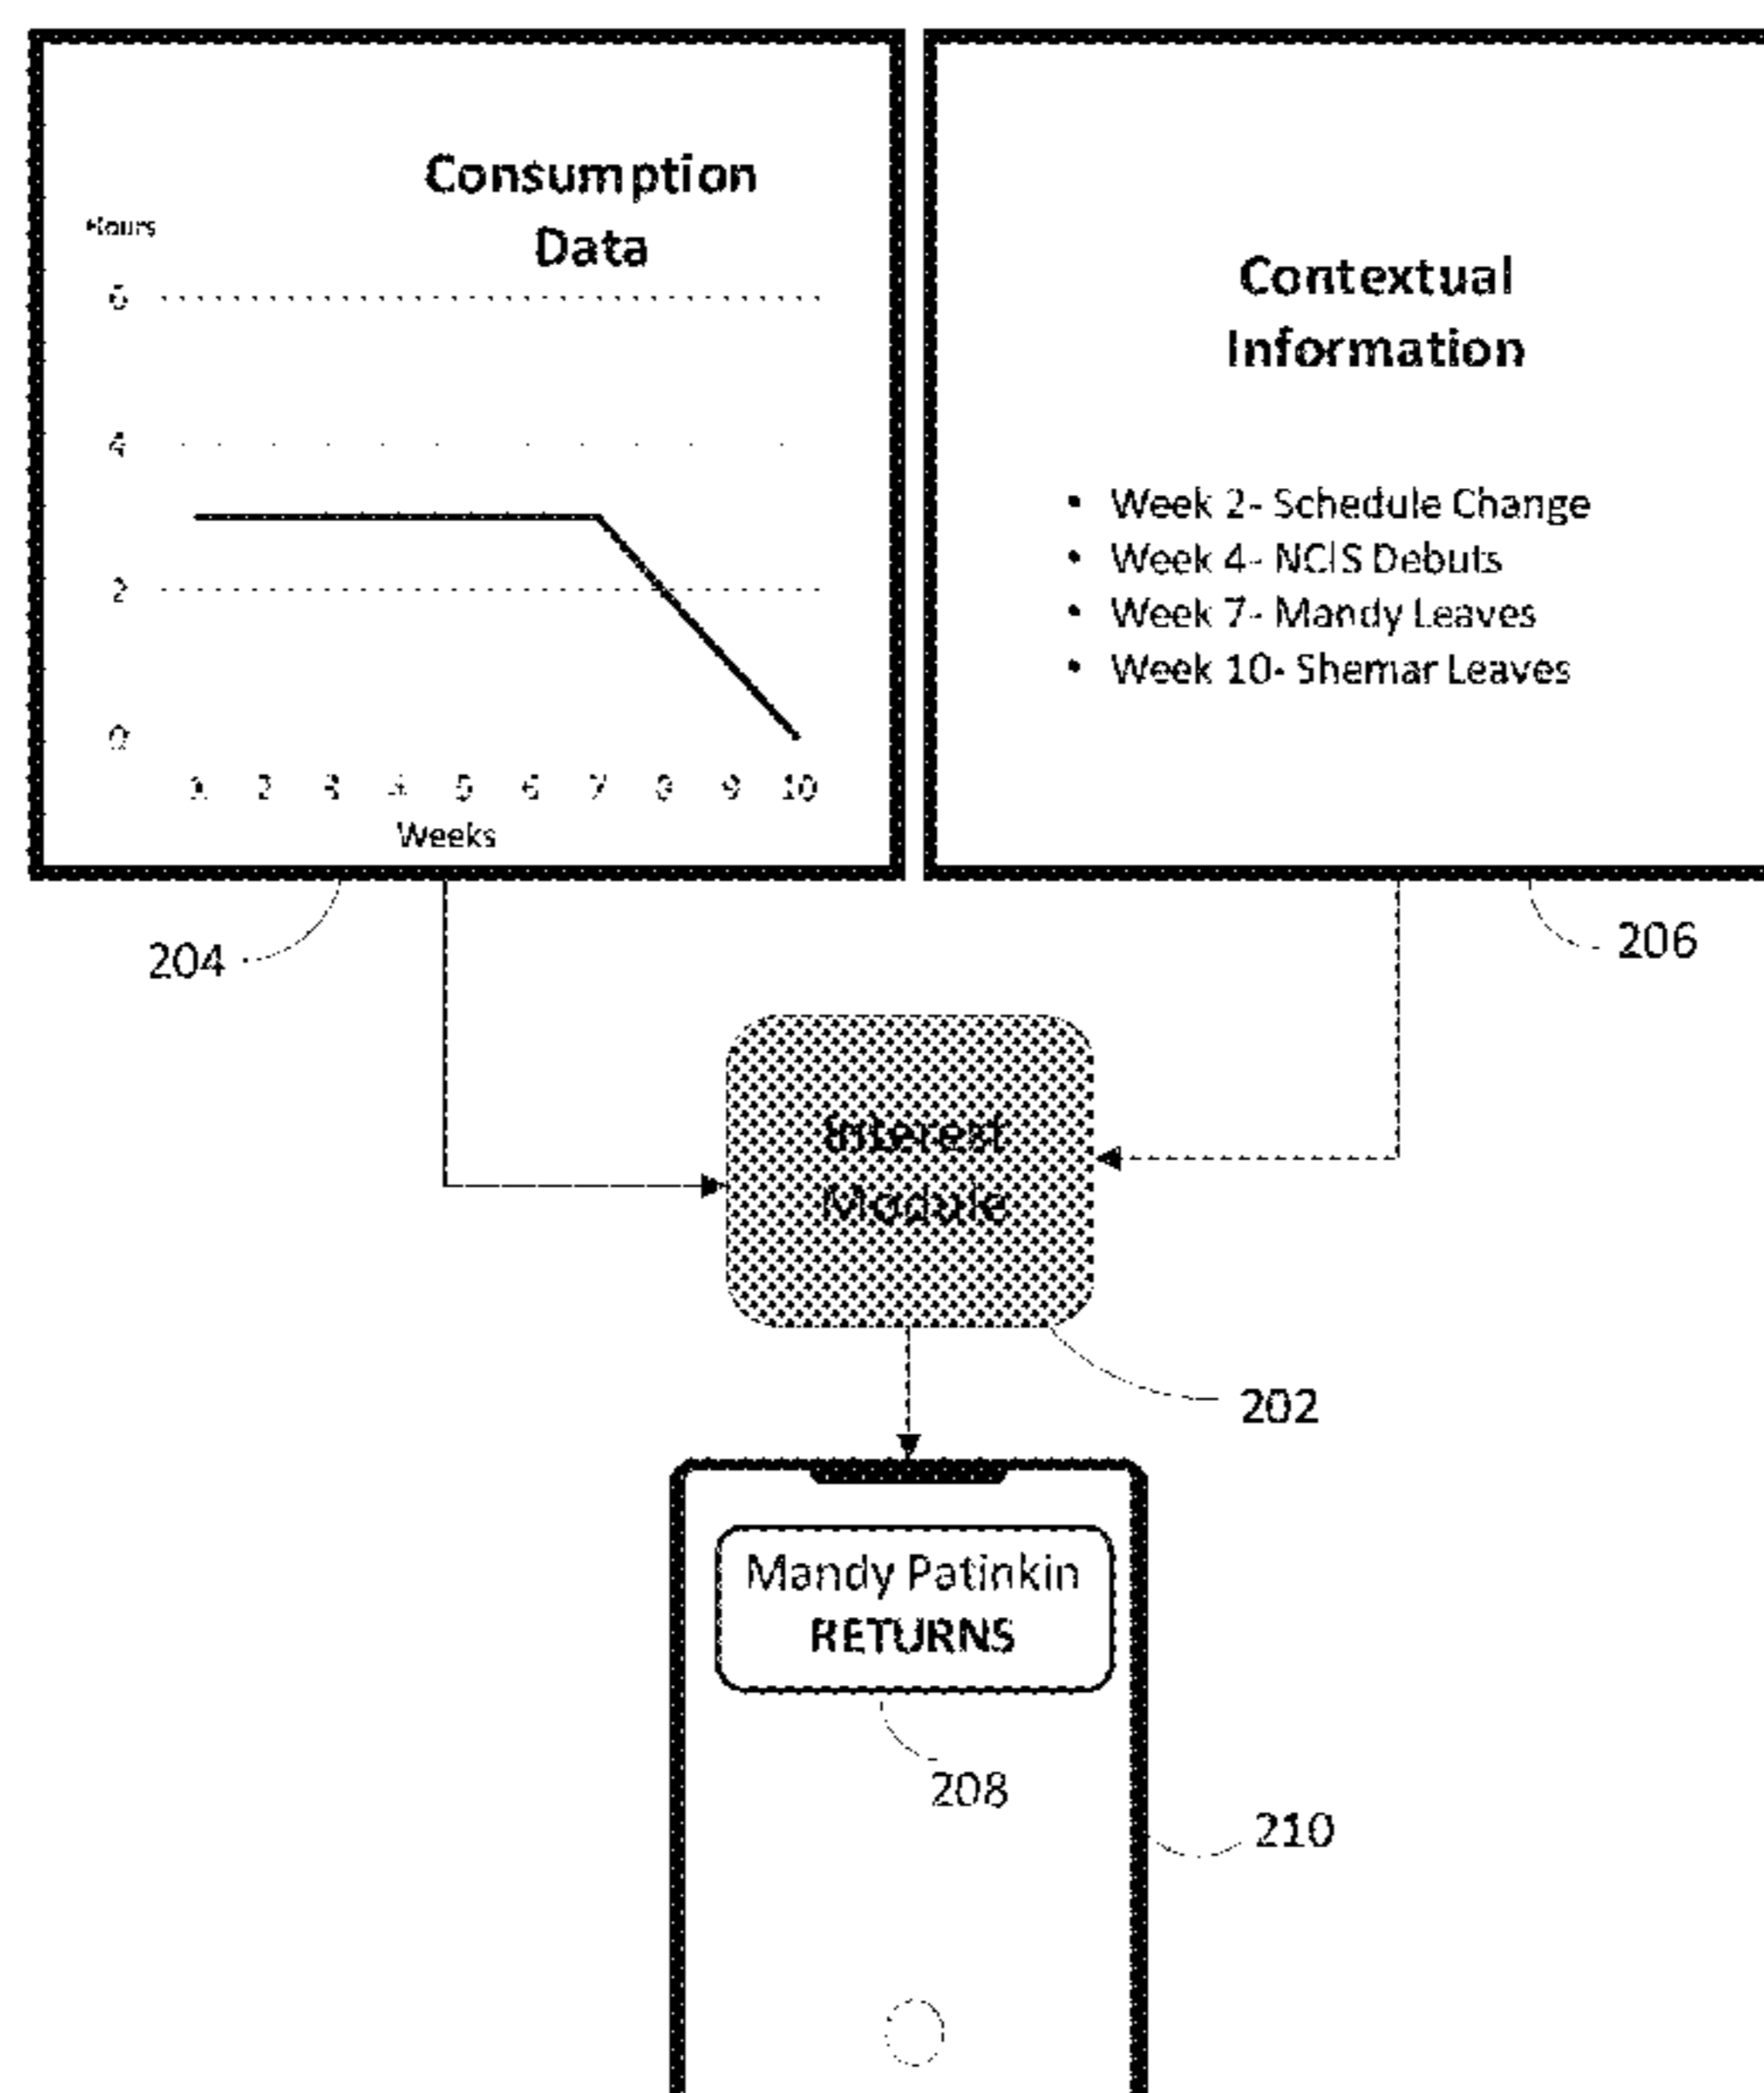 Consumption
Data
Hours
6
4
2
0
1 2 3 4 5 6 7 8 9 10
Weeks
Contextual
Information
• Week 2- Schedule Change
• Week 4- NCIS Debuts
• Week 7- Mandy Leaves
• Week 10- Shemar Leaves
204
206
Interest
Module
202
Mandy Patinkin
RETURNS
208
210